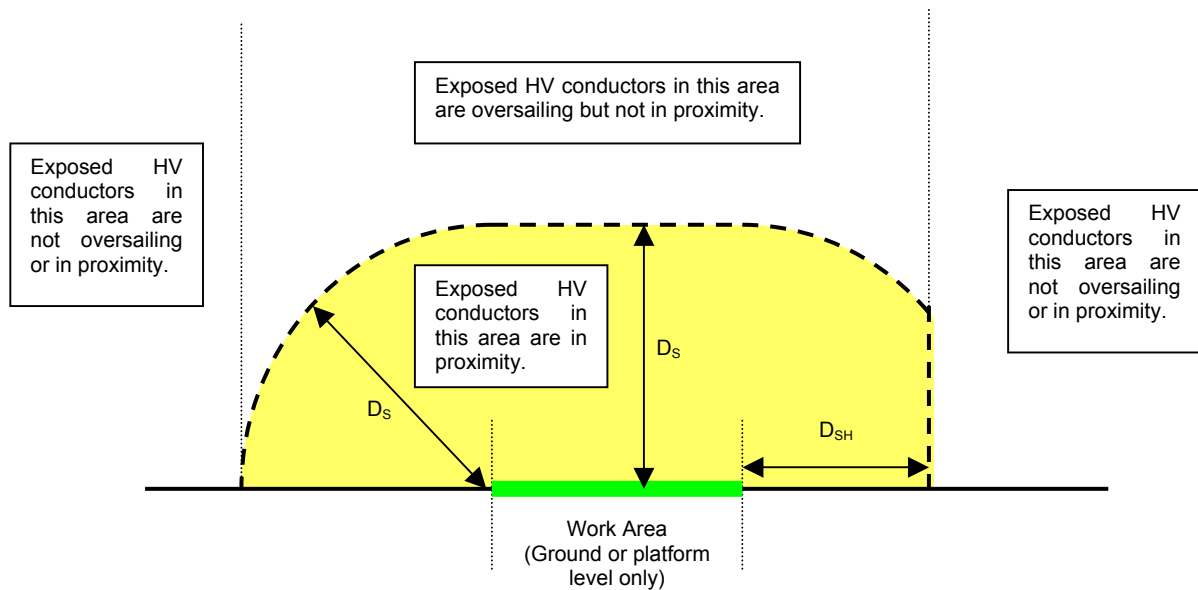 Exposed HV conductors in this area
are oversailing but not in proximity.
Exposed HV
conductors in
this area are
not oversailing
or in proximity.
Exposed HV
conductors in
this area are
not oversailing
or in proximity.
Exposed HV
conductors in
this area are in
proximity.
DS
DS
DSH
Work Area
(Ground or platform
level only)